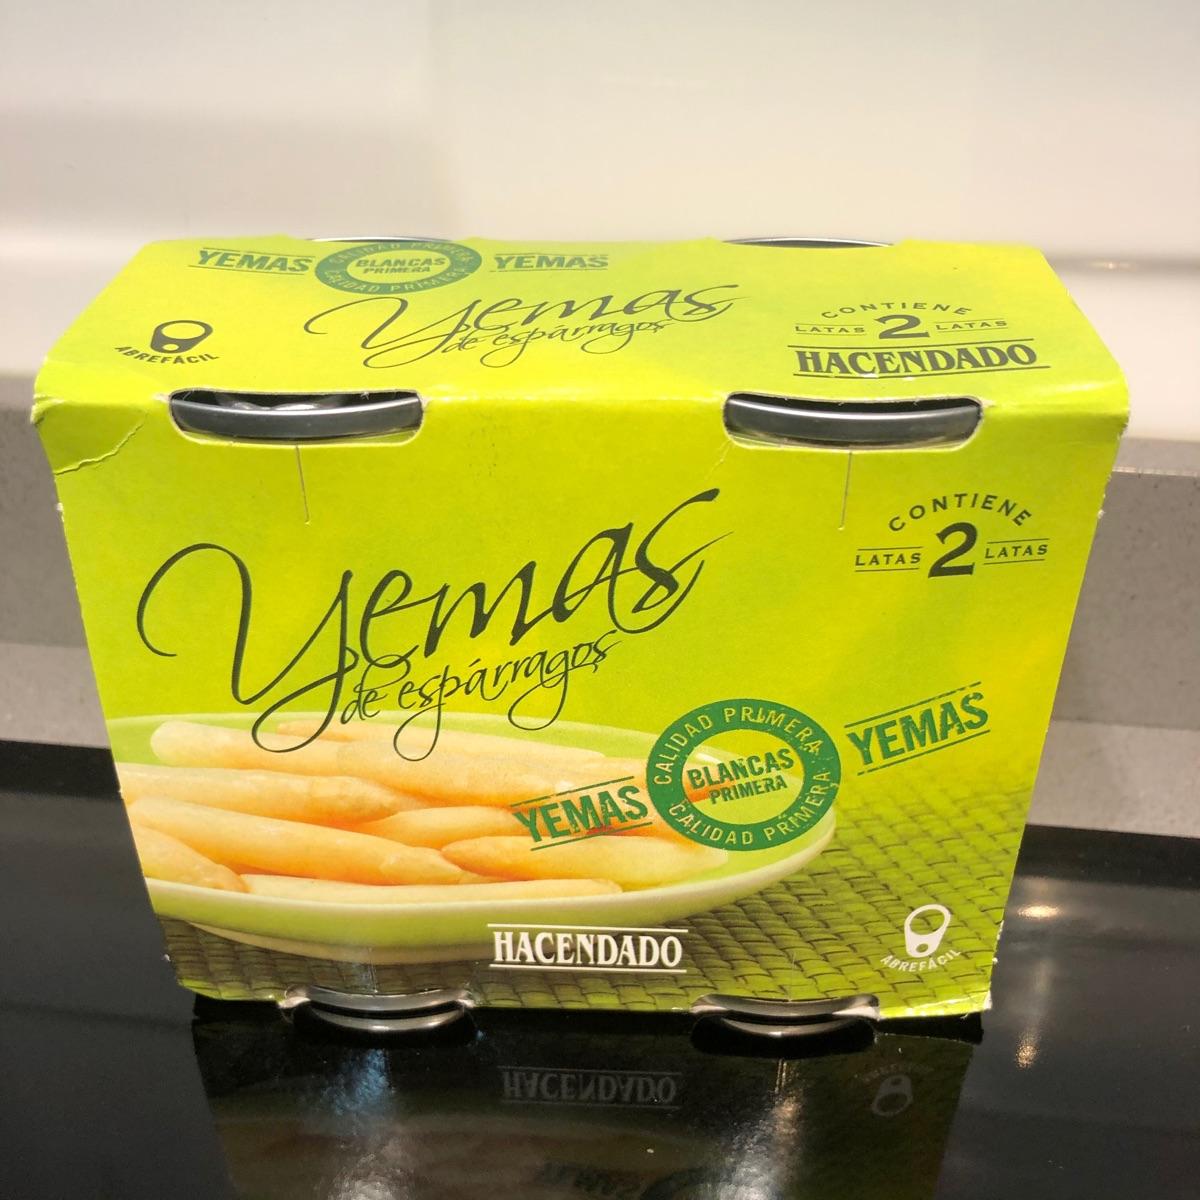 YEMAS
CALIDAD PRIMERA
BLANCAS
PRIMERA
CALIDAD PRIMERA
YEMAS
Yemas
de espárragos
ABREFÁCIL
CONTIENE
LATAS 2 LATAS
HACENDADO
Yemas
de espárragos
CONTIENE
LATAS 2 LATAS
YEMAS
CALIDAD PRIMERA
BLANCAS
PRIMERA
CALIDAD PRIMERA
YEMAS
HACENDADO
ABREFÁCIL